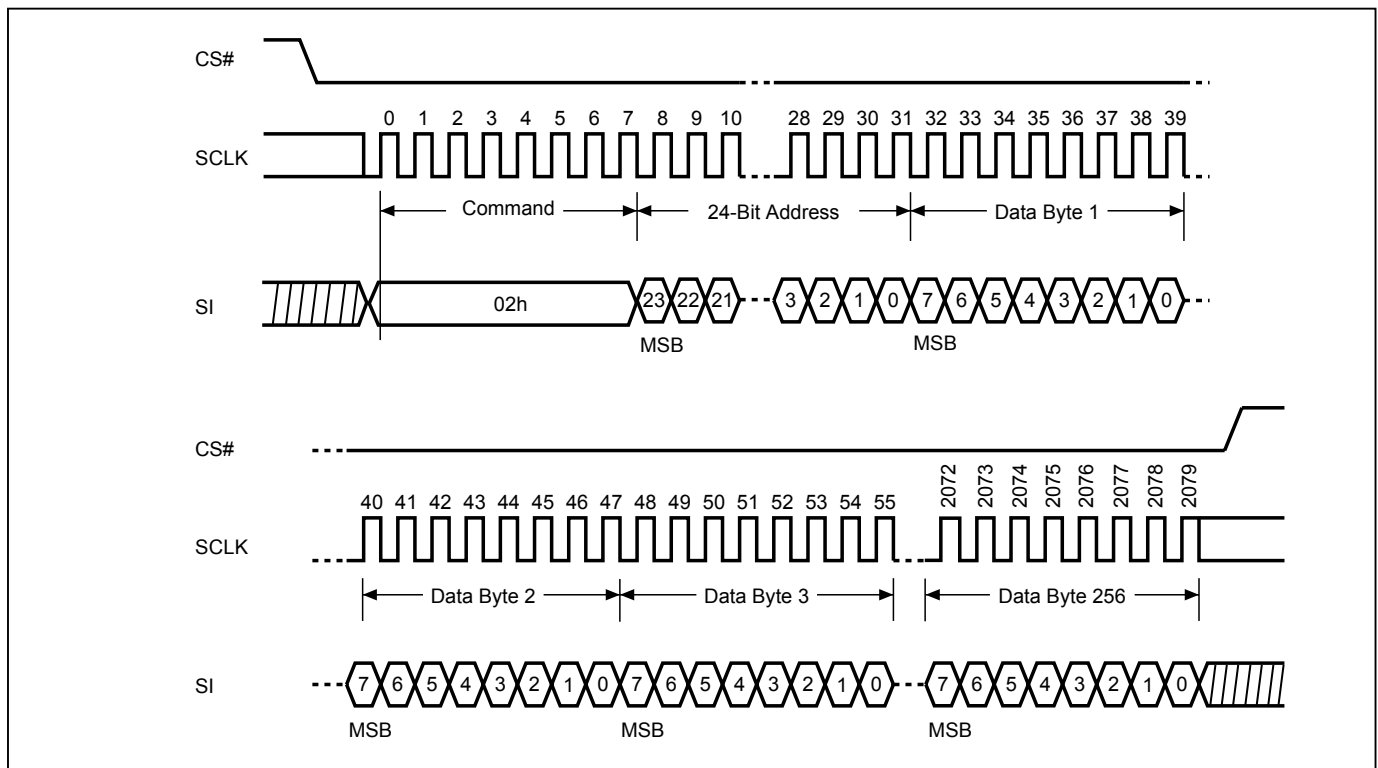 CS#
0 1 2 3 4 5 6 7 8 9 10 28 29 30 31 32 33 34 35 36 37 38 39
SCLK
Command 24-Bit Address Data Byte 1
SI 02h 23 22 21 3 2 1 0 7 6 5 4 3 2 1 0
MSB MSB
CS#
40 41 42 43 44 45 46 47 48 49 50 51 52 53 54 55 2072 2073 2074 2075 2076 2077 2078 2079
SCLK
Data Byte 2 Data Byte 3 Data Byte 256
SI 7 6 5 4 3 2 1 0 7 6 5 4 3 2 1 0 7 6 5 4 3 2 1 0
MSB MSB MSB